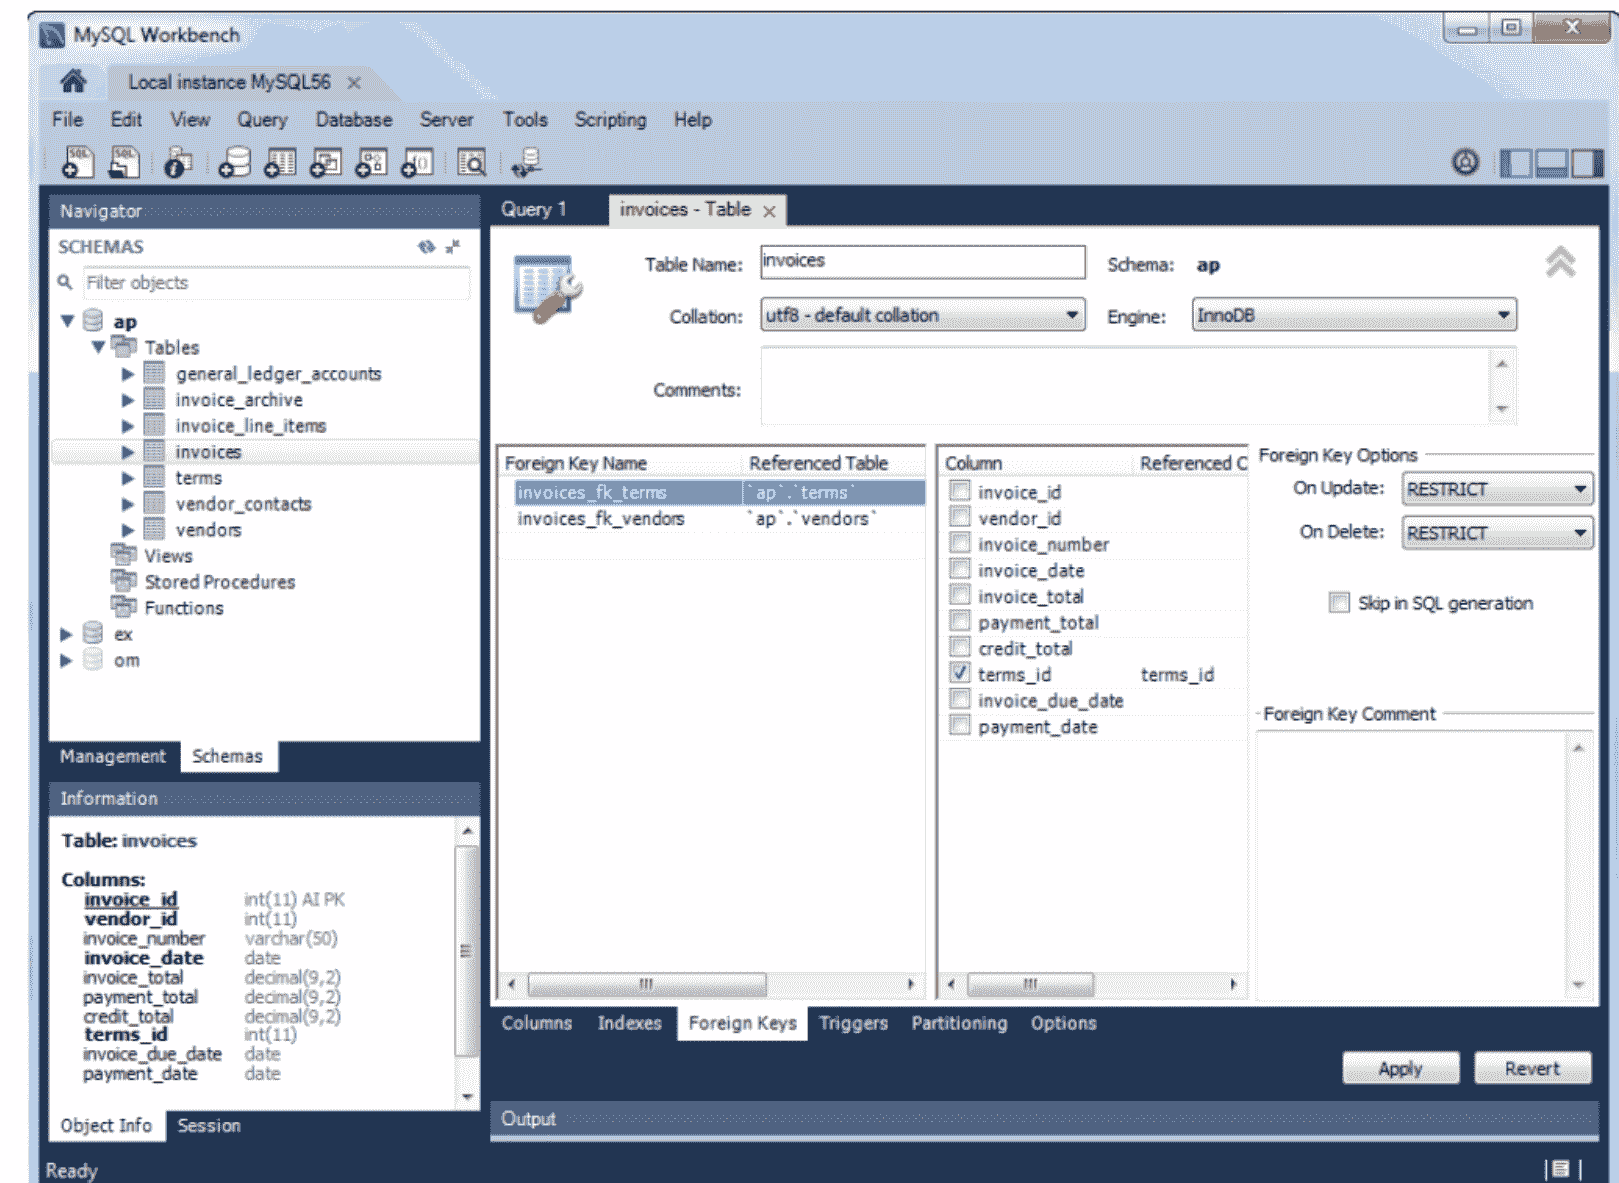 MySQL Workbench
Local instance MySQL56
File Edit View Query Database Server Tools Scripting Help
Navigator
SCHEMAS
Filter objects
ap
Tables
general_ledger_accounts
invoice_archive
invoice_line_items
invoices
terms
vendor_contacts
vendors
Views
Stored Procedures
Functions
ex
om
Management Schemas
Information
Table: invoices
Columns:
invoice_id int(11) AI PK
vendor_id int(11)
invoice_number varchar(50)
invoice_date date
invoice_total decimal(9,2)
payment_total decimal(9,2)
credit_total decimal(9,2)
terms_id int(11)
invoice_due_date date
payment_date date
Object Info Session
Query 1 invoices - Table
Table Name: invoices Schema: ap
Collation: utf8 - default collation Engine: InnoDB
Comments:
Foreign Key Name Referenced Table
invoices_fk_terms `ap`.`terms`
invoices_fk_vendors `ap`.`vendors`
Column Referenced C
invoice_id
vendor_id
invoice_number
invoice_date
invoice_total
payment_total
credit_total
terms_id terms_id
invoice_due_date
payment_date
Foreign Key Options
On Update: RESTRICT
On Delete: RESTRICT
Skip in SQL generation
Foreign Key Comment
Columns Indexes Foreign Keys Triggers Partitioning Options
Apply Revert
Output
Ready